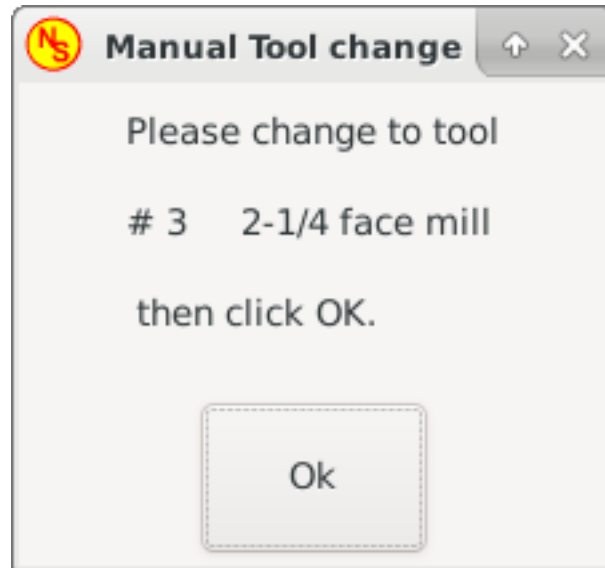 NS Manual Tool change
Please change to tool
# 3 2-1/4 face mill
then click OK.
Ok